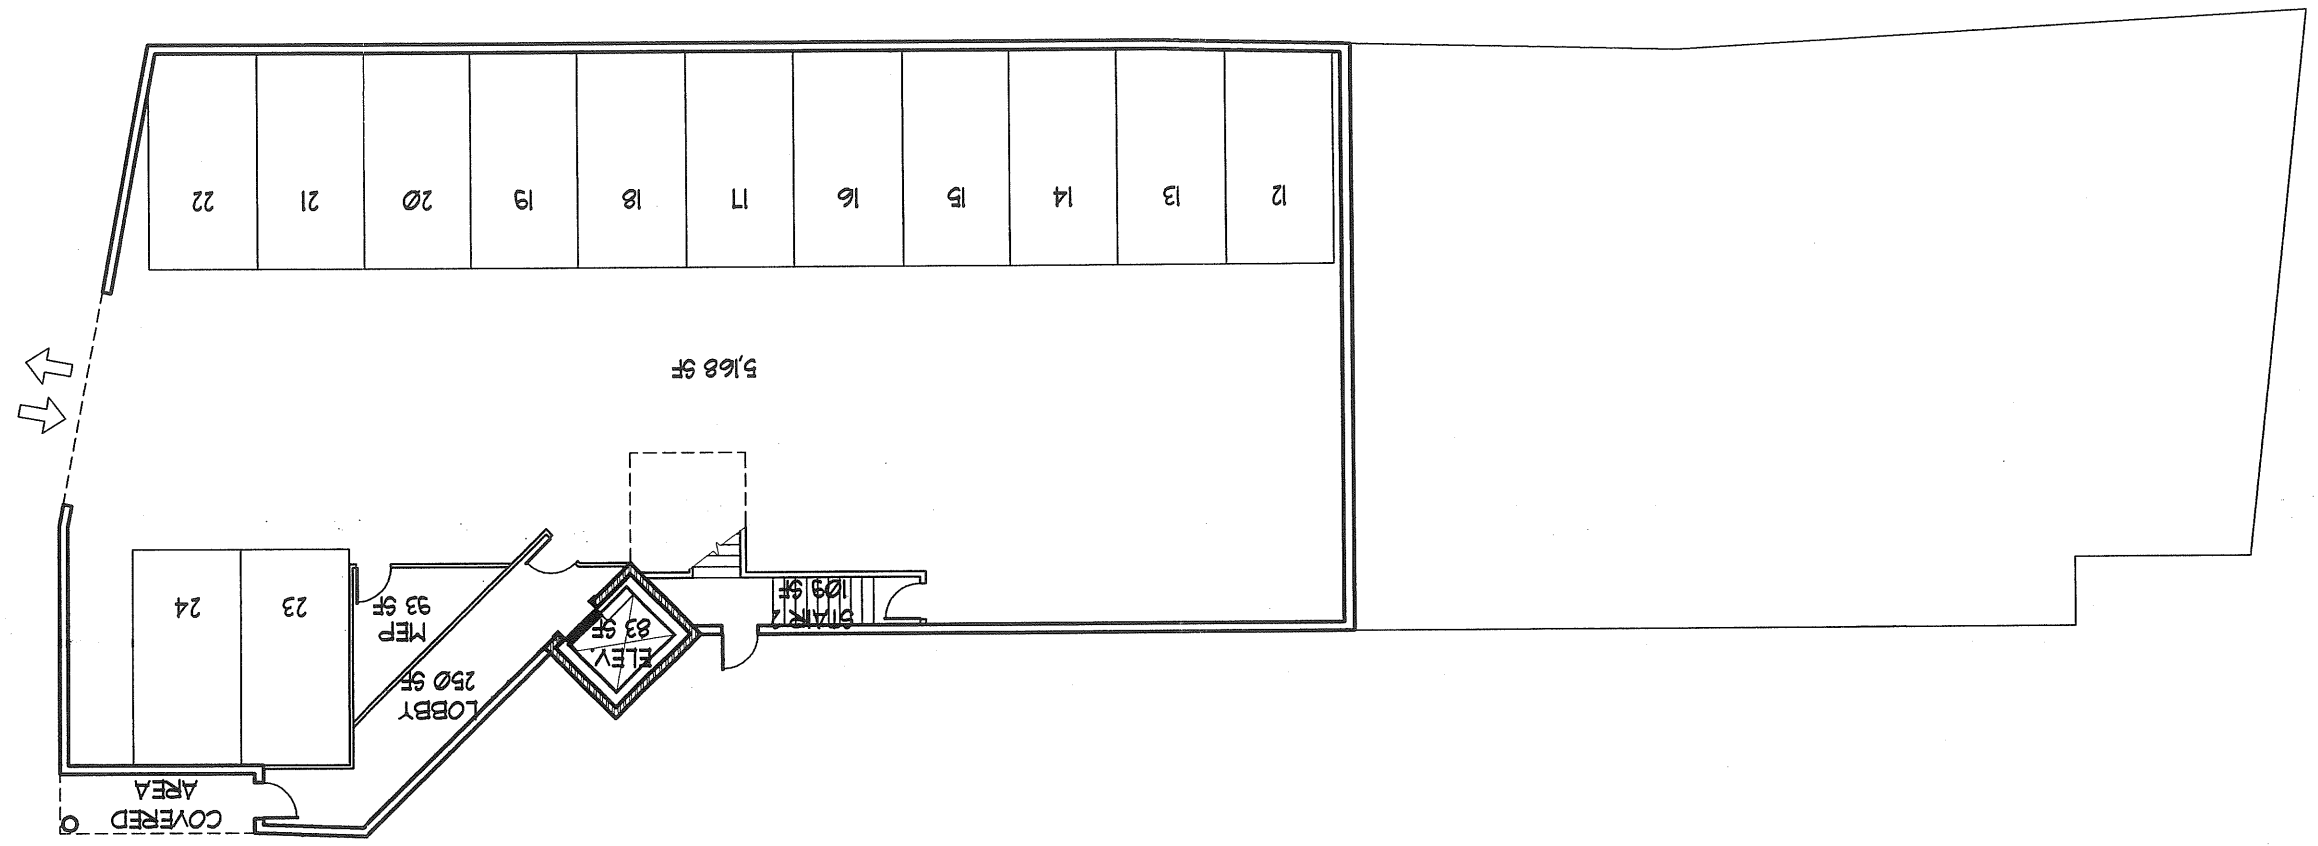 COVERED
AREA
LOBBY
250 SF
ELEV.
83 SF
MEP
93 SF
STAIR 2
109 SF
23
24
5,168 SF
12
13
14
15
16
17
18
19
20
21
22